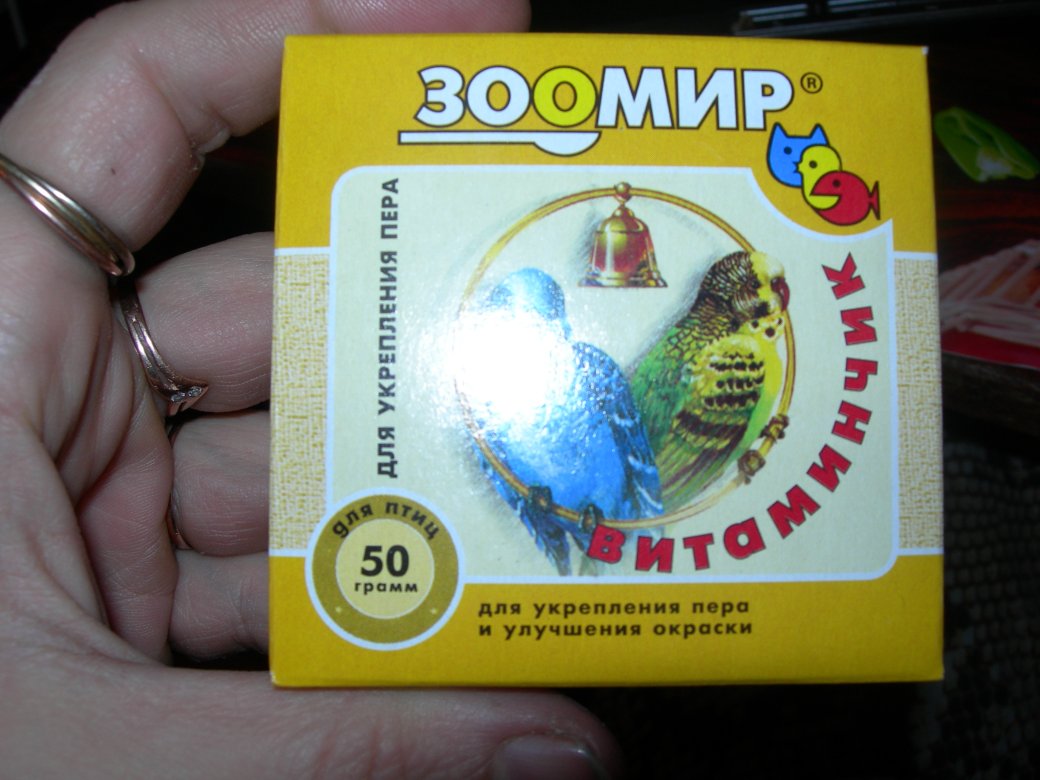 ЗООМИР®
ДЛЯ УКРЕПЛЕНИЯ ПЕРА
ВИТАМИНЧИК
для птиц
50
грамм
для укрепления пера
и улучшения окраски